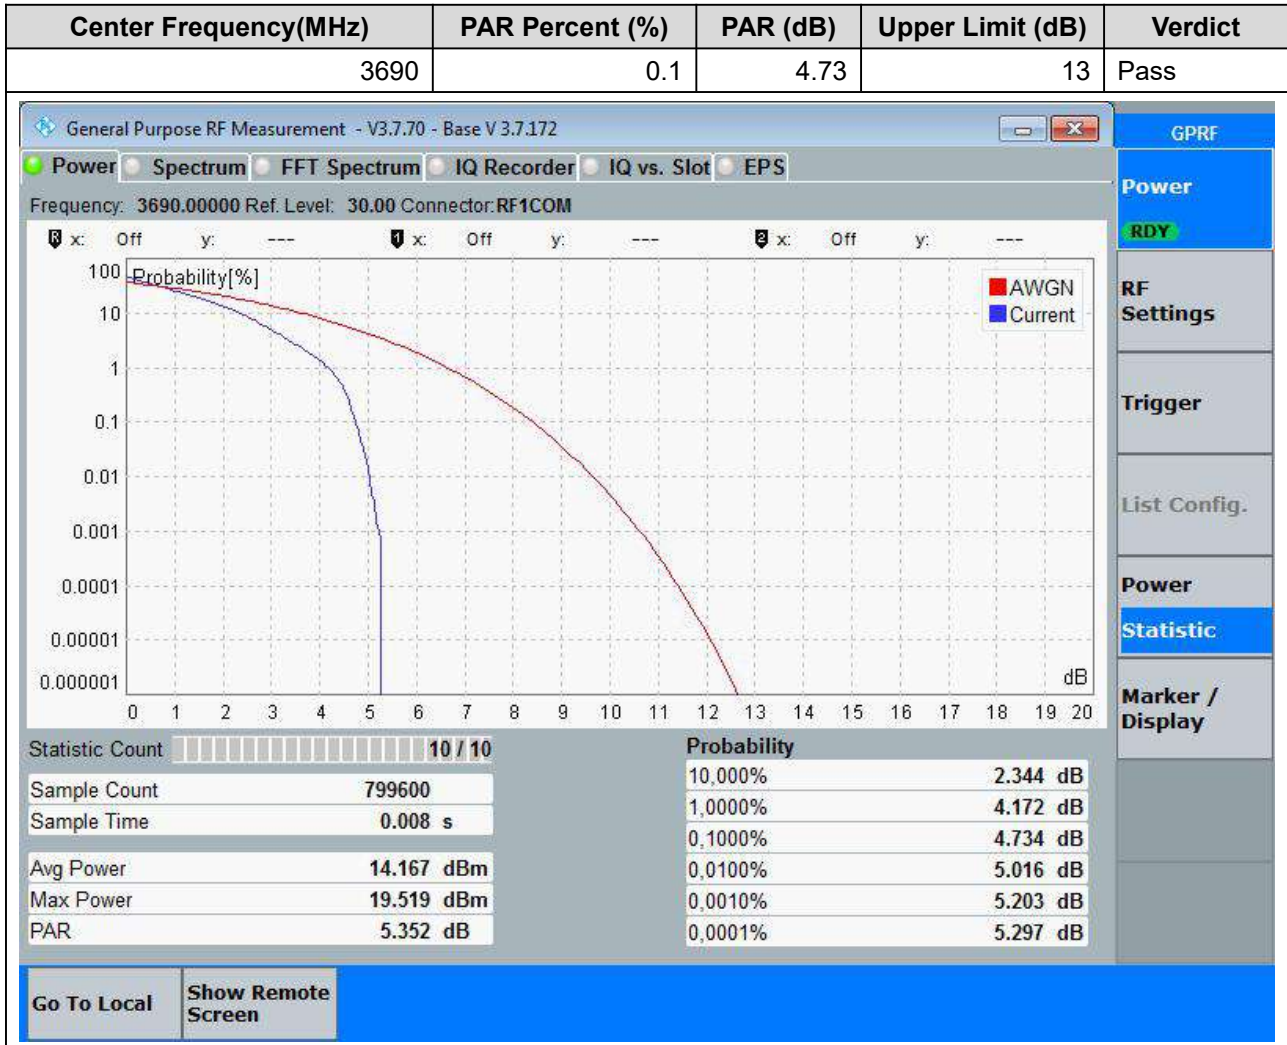 Center Frequency(MHz) PAR Percent (%) PAR (dB) Upper Limit (dB) Verdict
3690 0.1 4.73 13 Pass
General Purpose RF Measurement - V3.7.70 - Base V 3.7.172
GPRF
Power Spectrum FFT Spectrum IQ Recorder IQ vs. Slot EPS
Frequency: 3690.00000 Ref. Level: 30.00 Connector:RF1COM
R x: Off y: --- 1 x: Off y: --- 2 x: Off y: ---
Probability[%]
100
10
1
0.1
0.01
0.001
0.0001
0.00001
0.000001
AWGN
Current
dB
0 1 2 3 4 5 6 7 8 9 10 11 12 13 14 15 16 17 18 19 20
Statistic Count 10 / 10
Sample Count 799600
Sample Time 0.008 s
Avg Power 14.167 dBm
Max Power 19.519 dBm
PAR 5.352 dB
Probability
10,000% 2.344 dB
1,0000% 4.172 dB
0,1000% 4.734 dB
0,0100% 5.016 dB
0,0010% 5.203 dB
0,0001% 5.297 dB
Power
RDY
RF
Settings
Trigger
List Config.
Power
Statistic
Marker /
Display
Go To Local
Show Remote
Screen